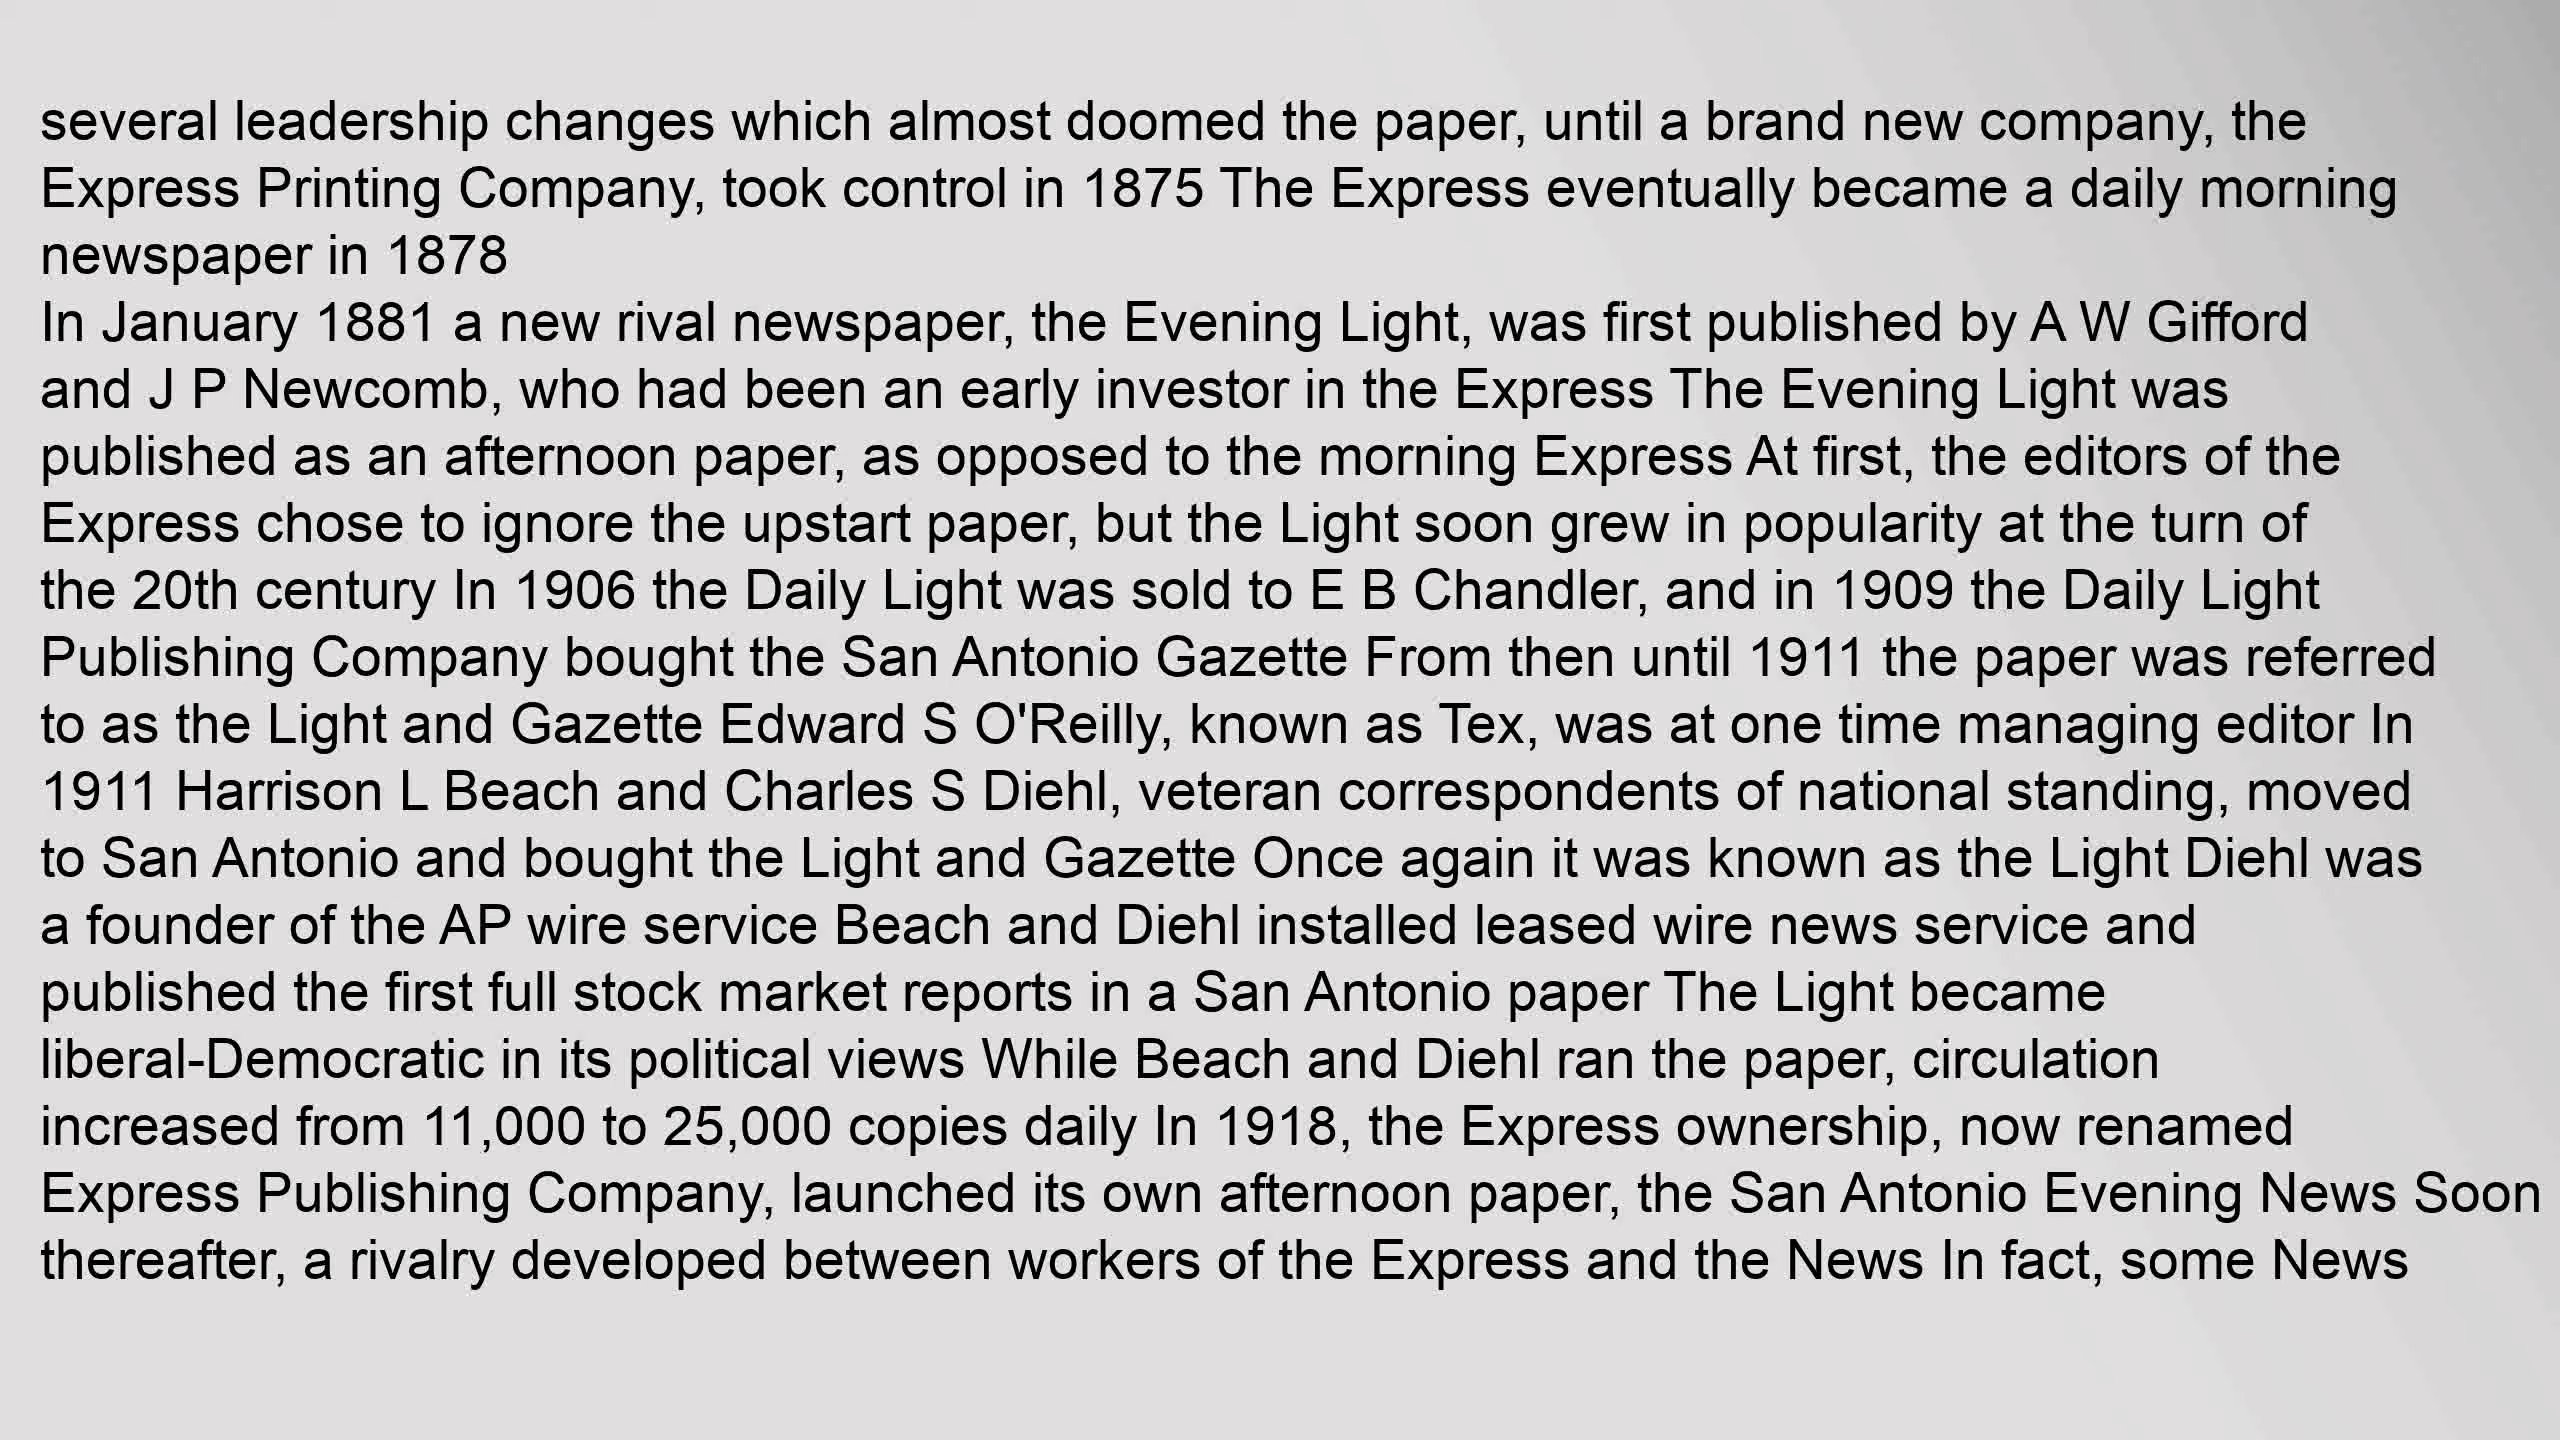 several leadership changes which almost doomed the paper, until a brand new company, the
Express Printing Company, took control in 1875 The Express eventually became a daily morning
newspaper in 1878
In January 1881 a new rival newspaper, the Evening Light, was first published by A W Gifford
and J P Newcomb, who had been an early investor in the Express The Evening Light was
published as an afternoon paper, as opposed to the morning Express At first, the editors of the
Express chose to ignore the upstart paper, but the Light soon grew in popularity at the turn of
the 20th century In 1906 the Daily Light was sold to E B Chandler, and in 1909 the Daily Light
Publishing Company bought the San Antonio Gazette From then until 1911 the paper was referred
to as the Light and Gazette Edward S O'Reilly, known as Tex, was at one time managing editor In
1911 Harrison L Beach and Charles S Diehl, veteran correspondents of national standing, moved
to San Antonio and bought the Light and Gazette Once again it was known as the Light Diehl was
a founder of the AP wire service Beach and Diehl installed leased wire news service and
published the first full stock market reports in a San Antonio paper The Light became
liberal-Democratic in its political views While Beach and Diehl ran the paper, circulation
increased from 11,000 to 25,000 copies daily In 1918, the Express ownership, now renamed
Express Publishing Company, launched its own afternoon paper, the San Antonio Evening News Soon
thereafter, a rivalry developed between workers of the Express and the News In fact, some News